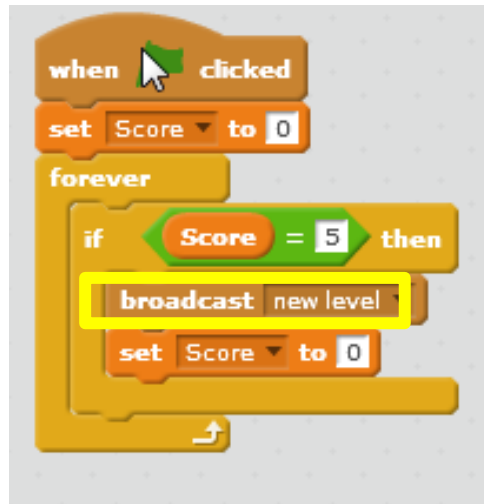 when clicked
set Score to 0
forever
if Score = 5 then
broadcast new level
set Score to 0